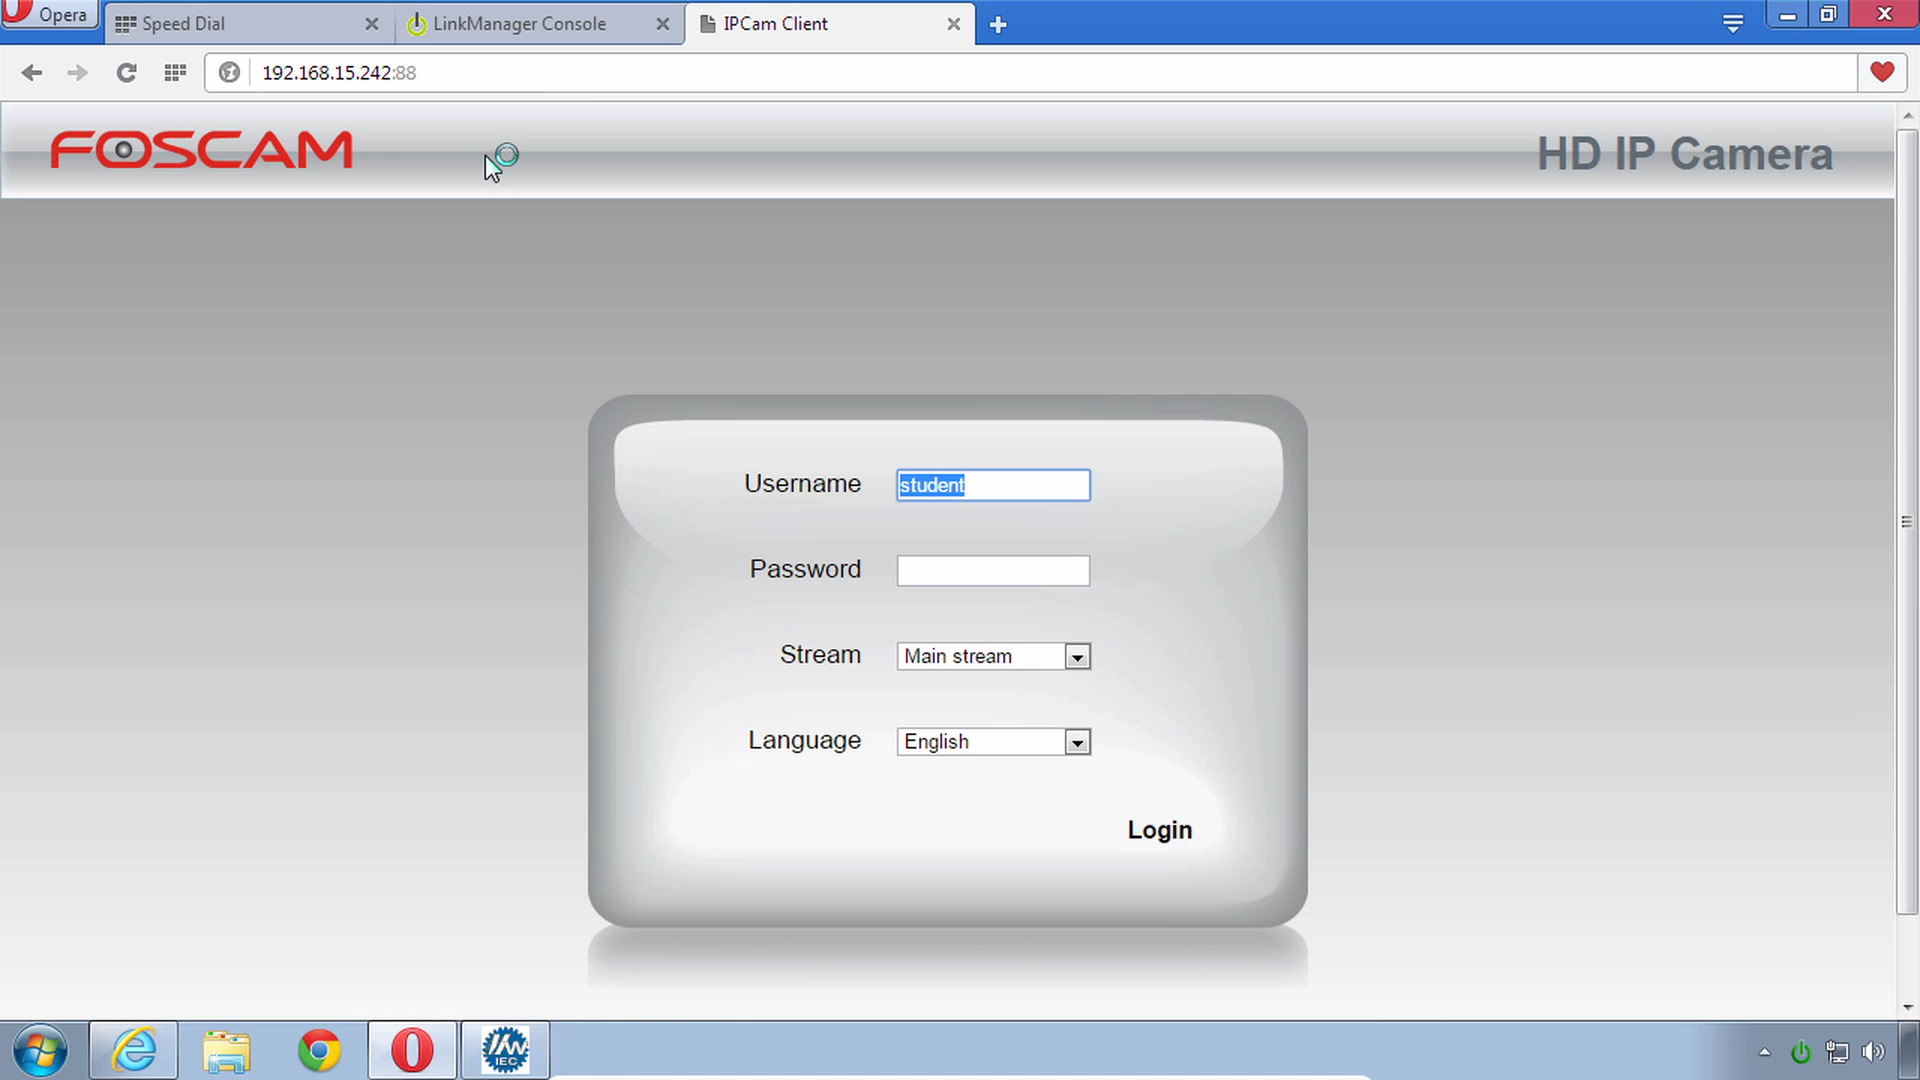 Opera
Speed Dial
LinkManager Console
IPCam Client
192.168.15.242:88
FOSCAM
HD IP Camera
Username
student
Password
Stream
Main stream
Language
English
Login
IEC